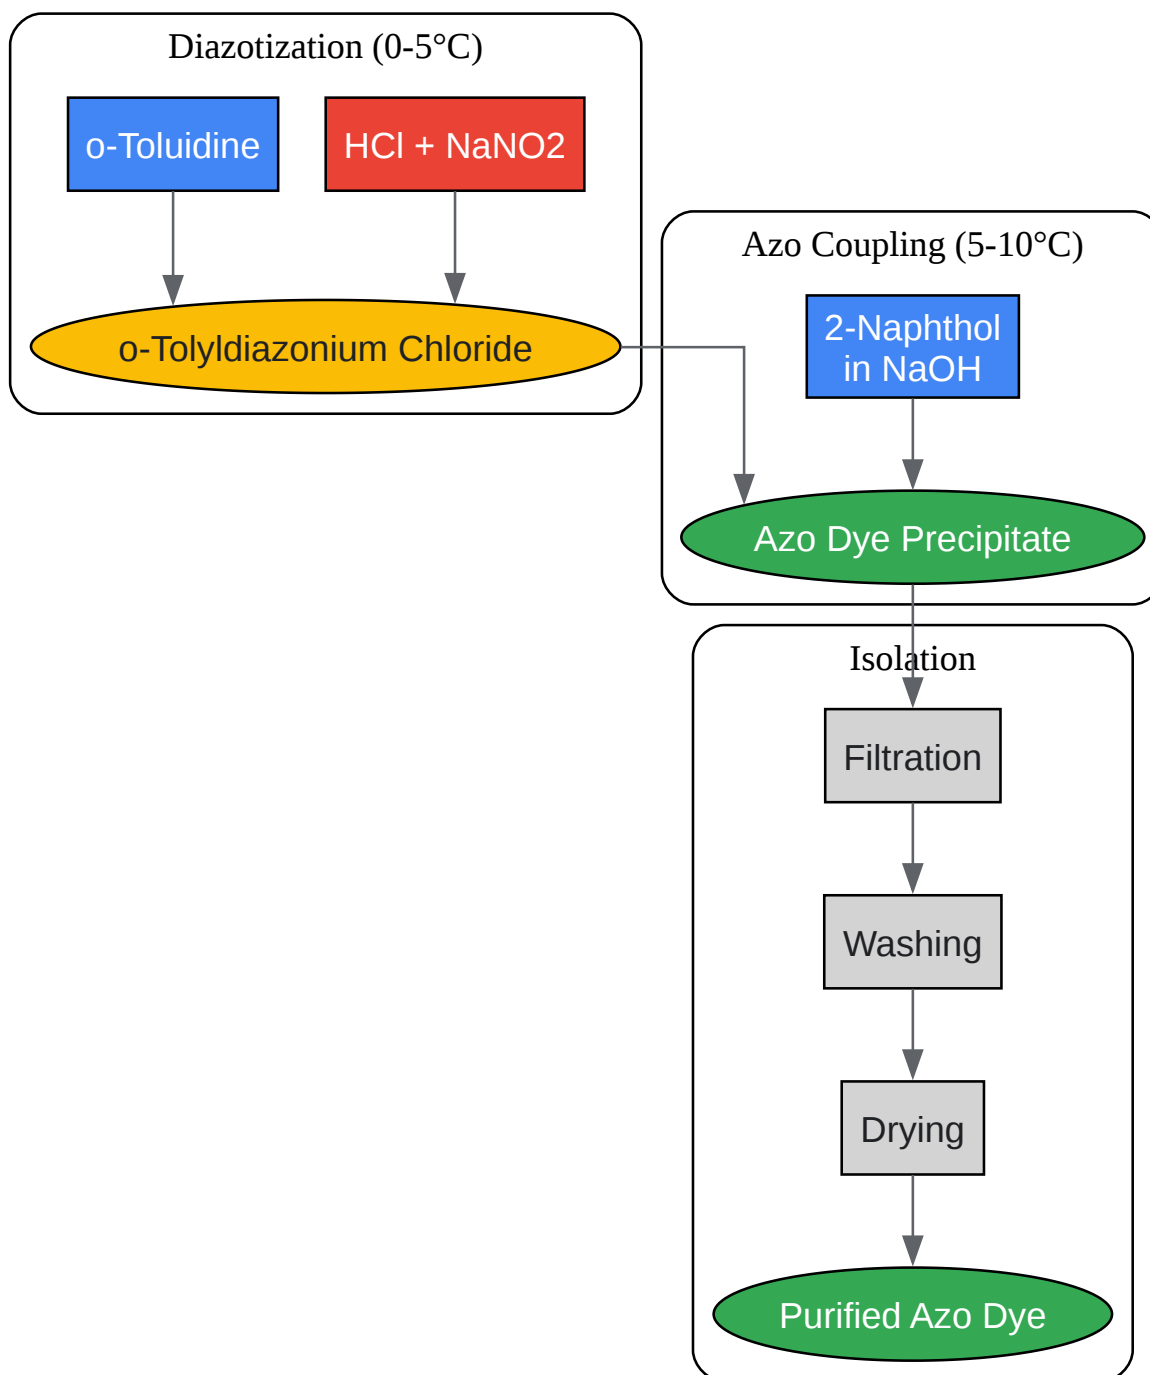 Diazotization (0-5°C)
o-Toluidine
HCl + NaNO2
o-Tolyldiazonium Chloride
Azo Coupling (5-10°C)
2-Naphthol
in NaOH
Azo Dye Precipitate
Isolation
Filtration
Washing
Drying
Purified Azo Dye